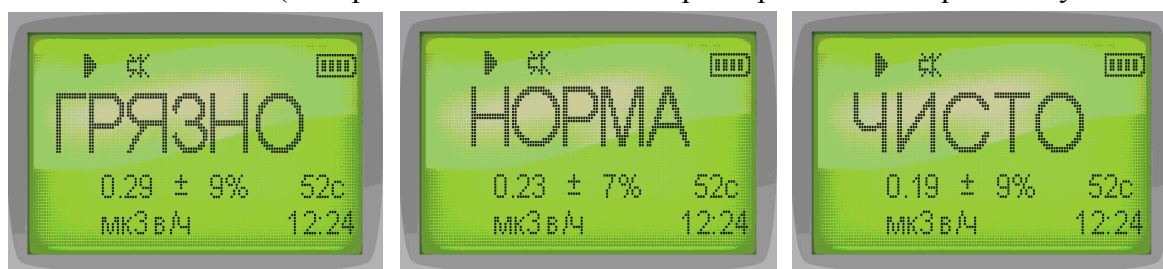 ГРЯЗНО
0.29 ± 9% 52с
мкЗв/ч 12:24
НОРМА
0.23 ± 7% 52с
мкЗв/ч 12:24
ЧИСТО
0.19 ± 9% 52с
мкЗв/ч 12:24